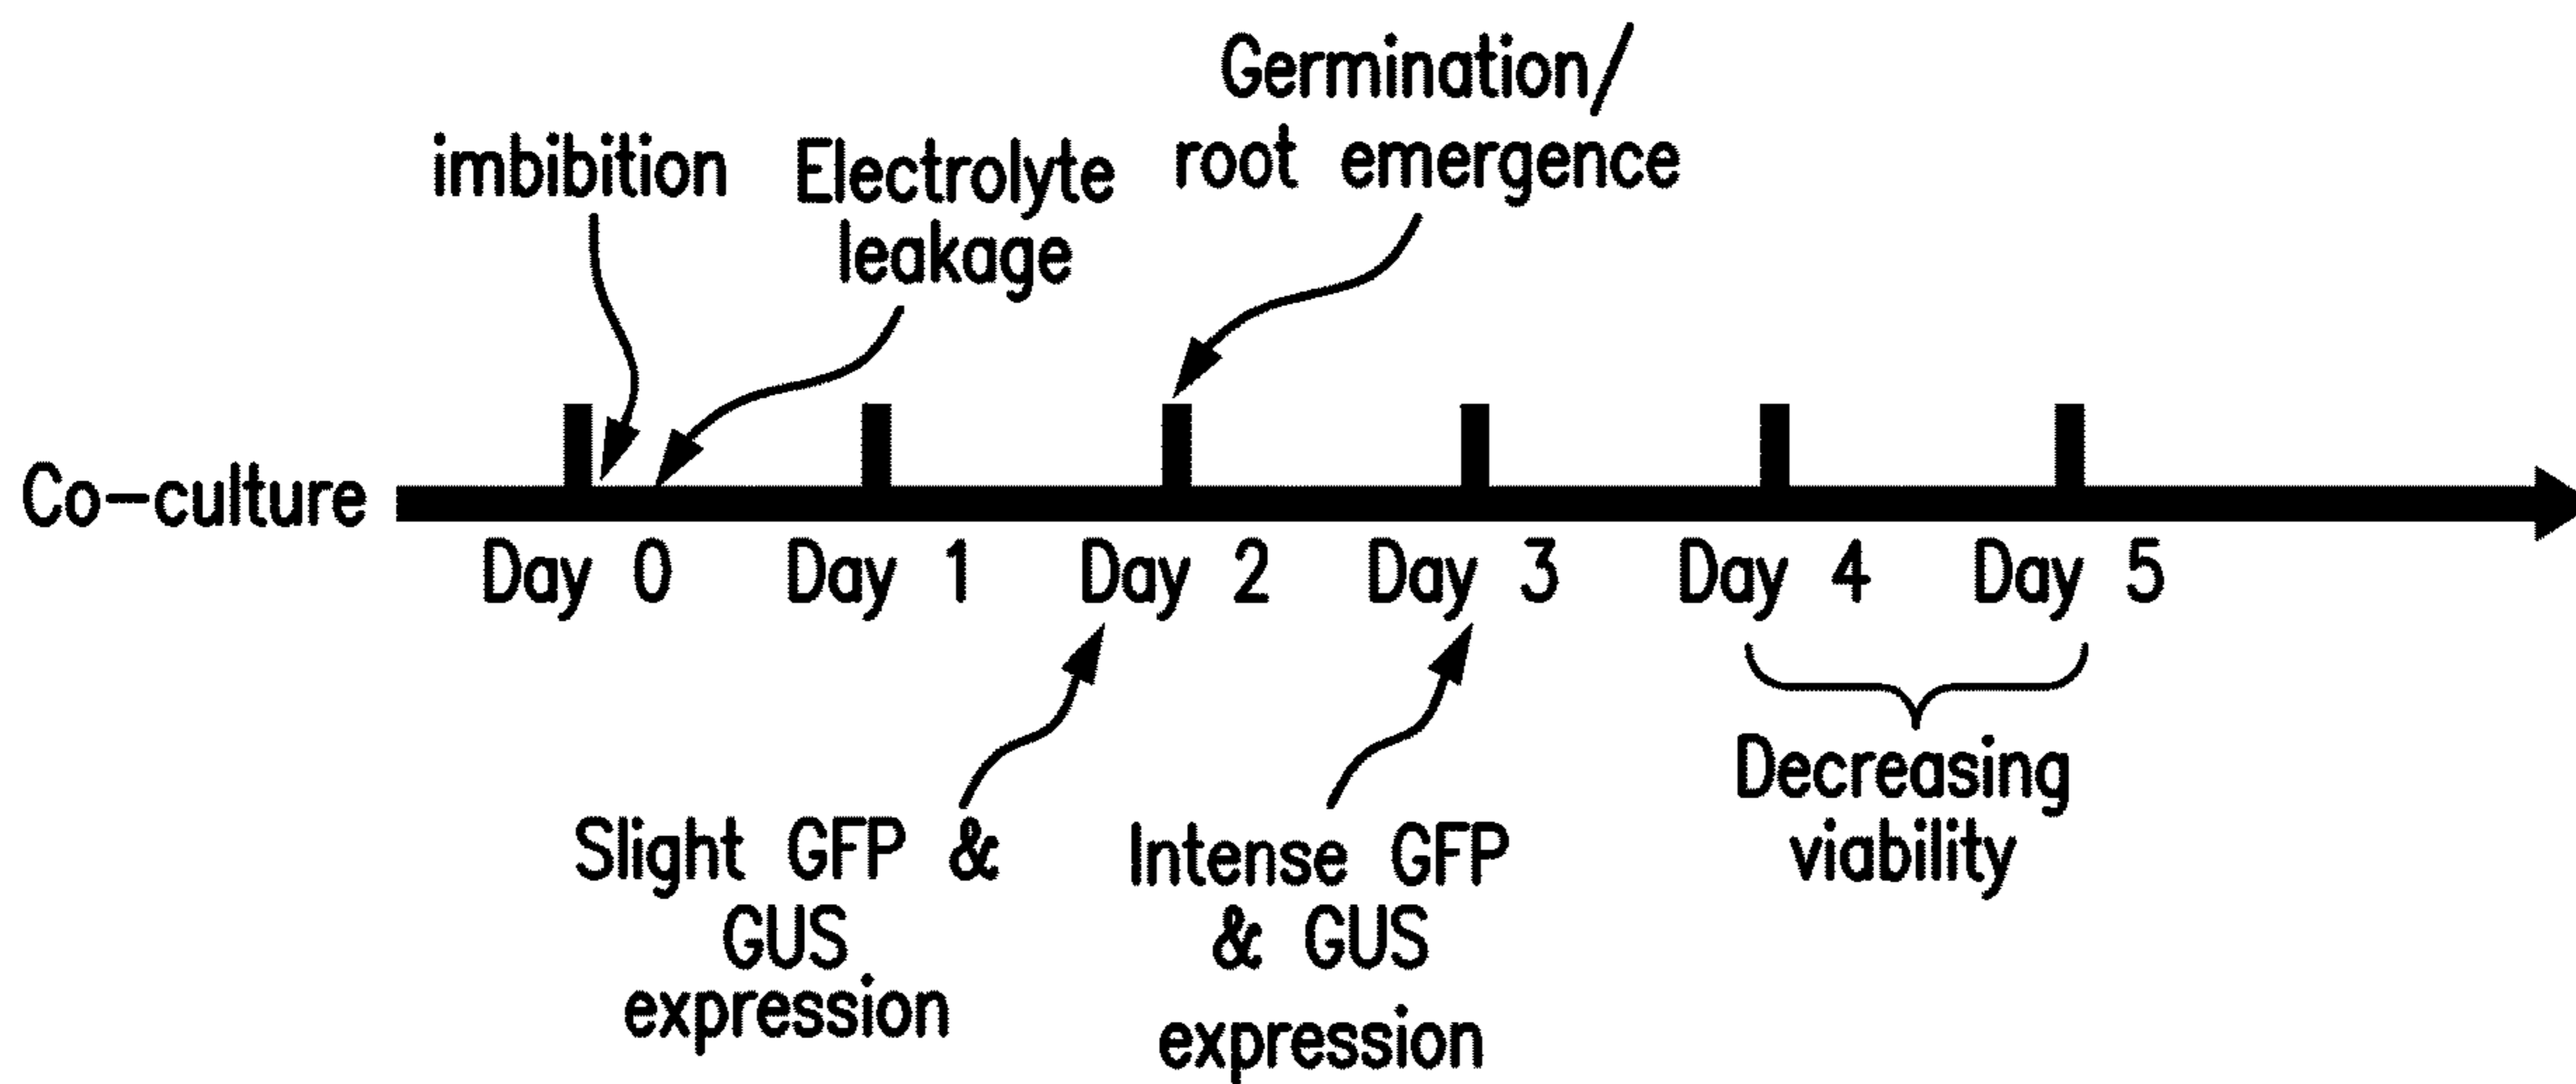 imbibition
Electrolyte
leakage
Germination/
root emergence
Co-culture
Day 0
Day 1
Day 2
Day 3
Day 4
Day 5
Slight GFP &
GUS
expression
Intense GFP
& GUS
expression
Decreasing
viability